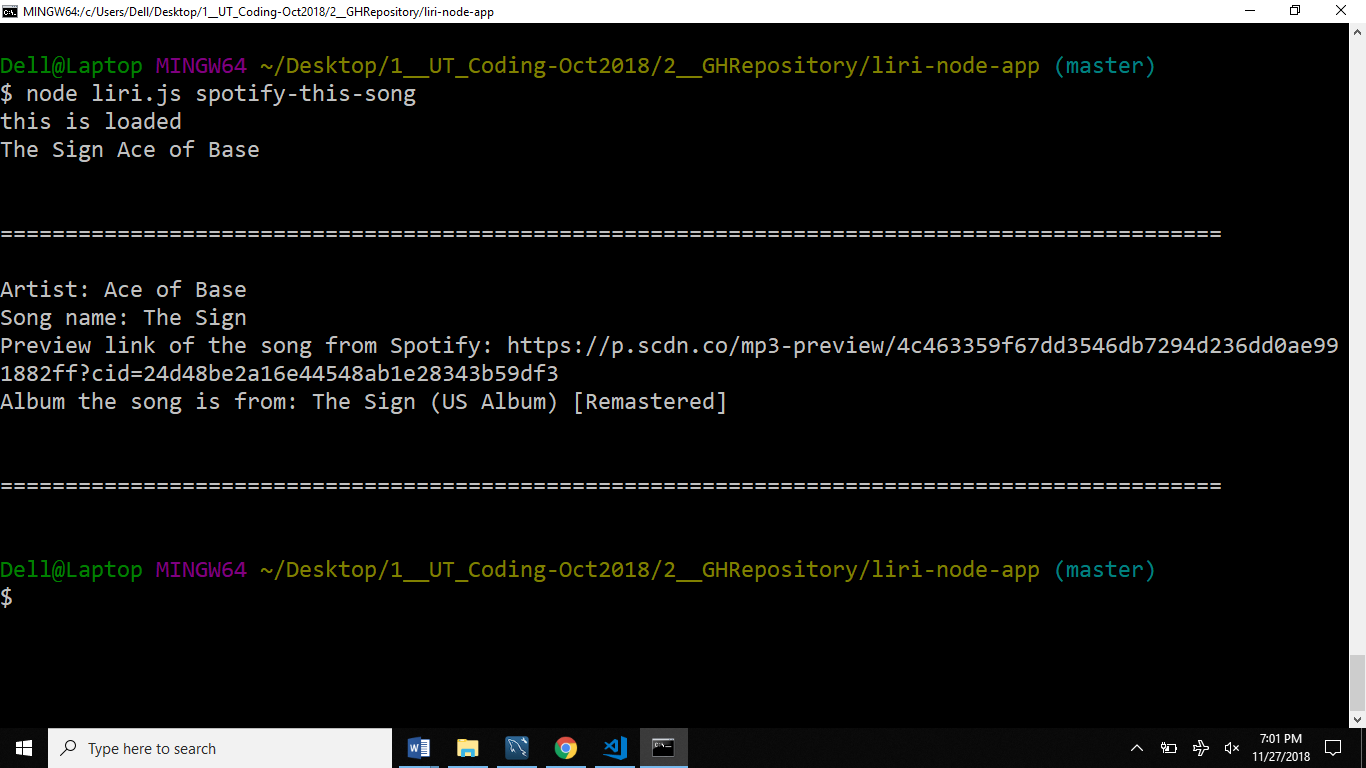 MINGW64:/c/Users/Dell/Desktop/1__UT_Coding-Oct2018/2__GHRepository/liri-node-app
Dell@Laptop MINGW64 ~/Desktop/1__UT_Coding-Oct2018/2__GHRepository/liri-node-app (master)
$ node liri.js spotify-this-song
this is loaded
The Sign Ace of Base
==============================================================================================
Artist: Ace of Base
Song name: The Sign
Preview link of the song from Spotify: https://p.scdn.co/mp3-preview/4c463359f67dd3546db7294d236dd0ae99
1882ff?cid=24d48be2a16e44548ab1e28343b59df3
Album the song is from: The Sign (US Album) [Remastered]
==============================================================================================
Dell@Laptop MINGW64 ~/Desktop/1__UT_Coding-Oct2018/2__GHRepository/liri-node-app (master)
$
Type here to search
7:01 PM
11/27/2018